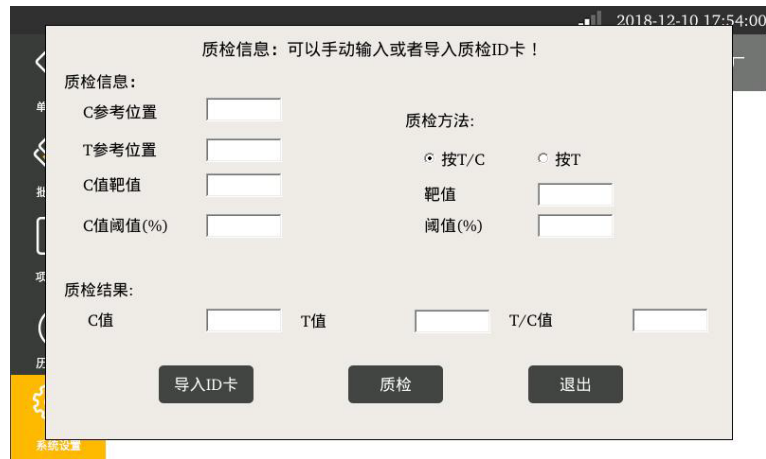 2018-12-10 17:54:00
质检信息：可以手动输入或者导入质检ID卡！
质检信息：
C参考位置
质检方法:
T参考位置
按T/C 按T
C值靶值
靶值
C值阈值(%)
阈值(%)
质检结果:
C值 T值 T/C值
导入ID卡 质检 退出
单
批
项
历
系统设置